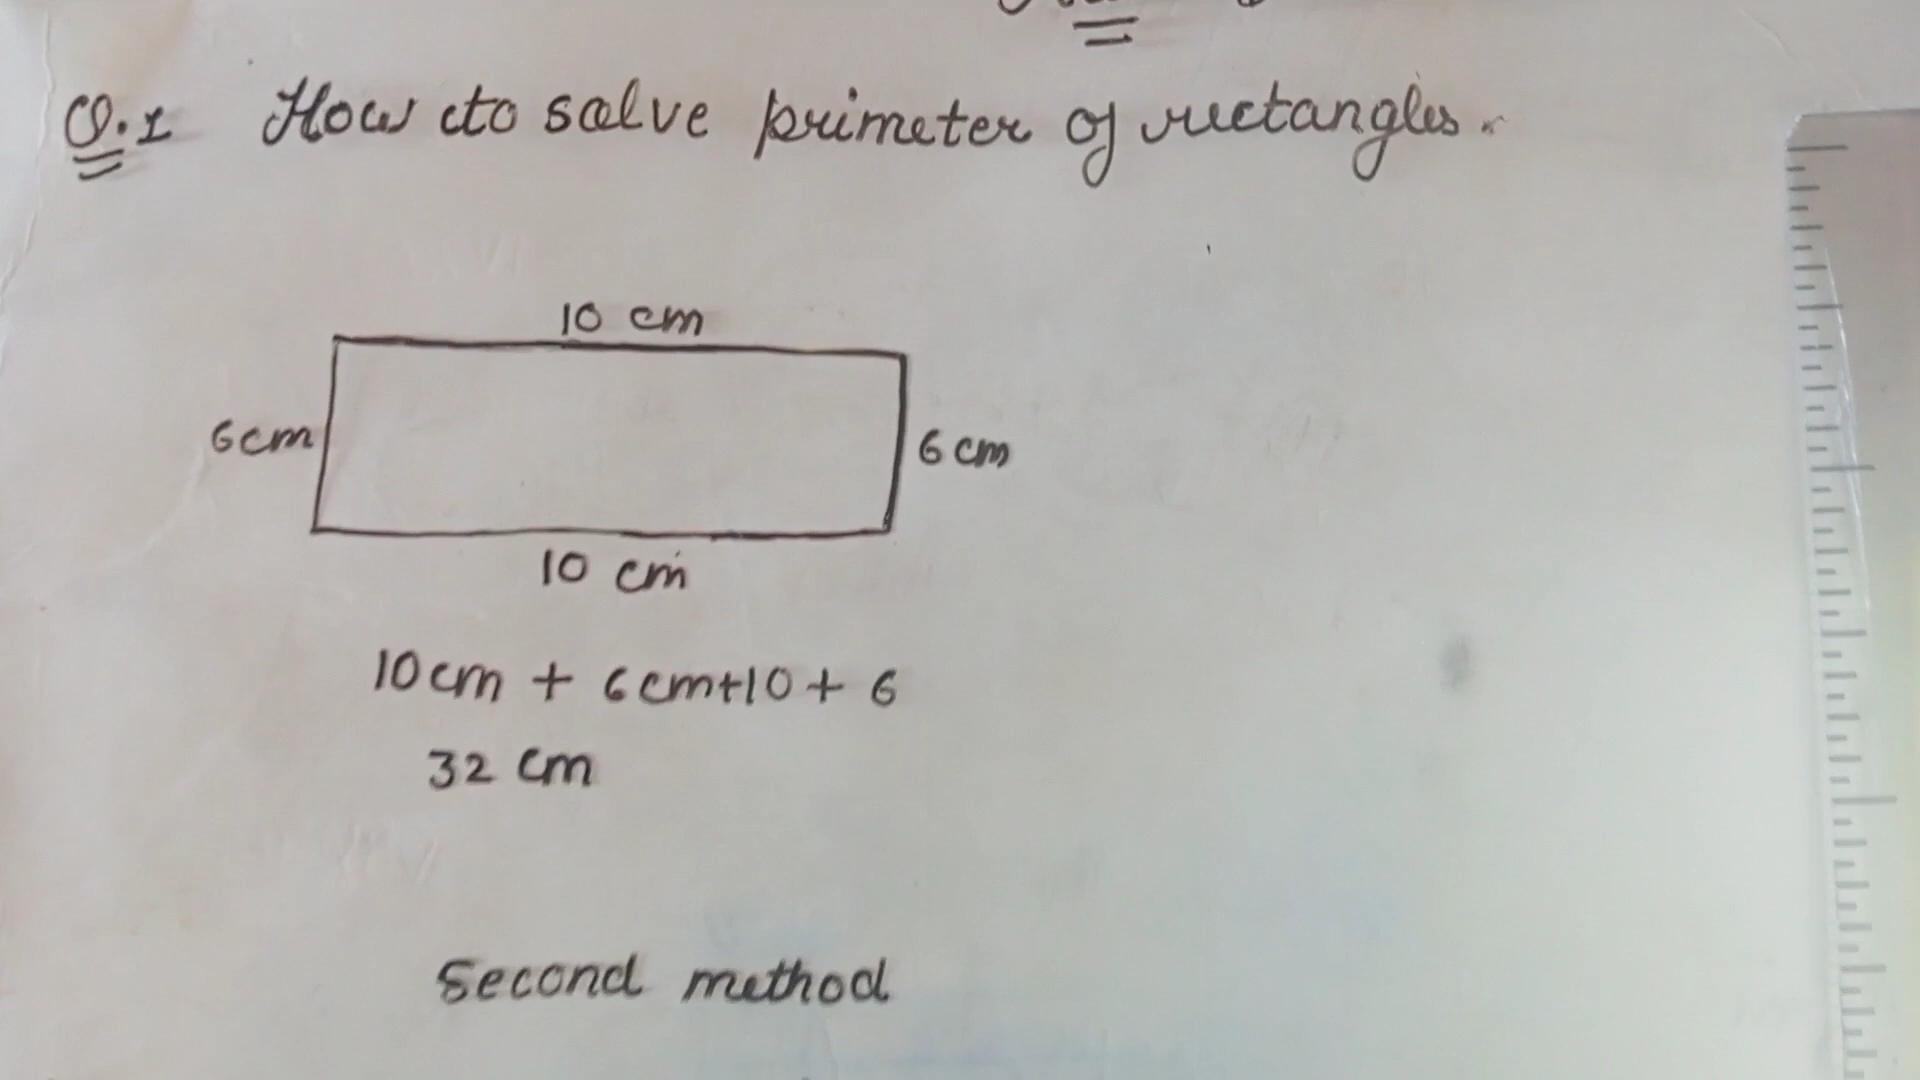 Q.1 How to solve primeter of rectangles.
10 cm
6cm
6 cm
10 cm
10cm + 6cm+10+ 6
32 cm
Second method